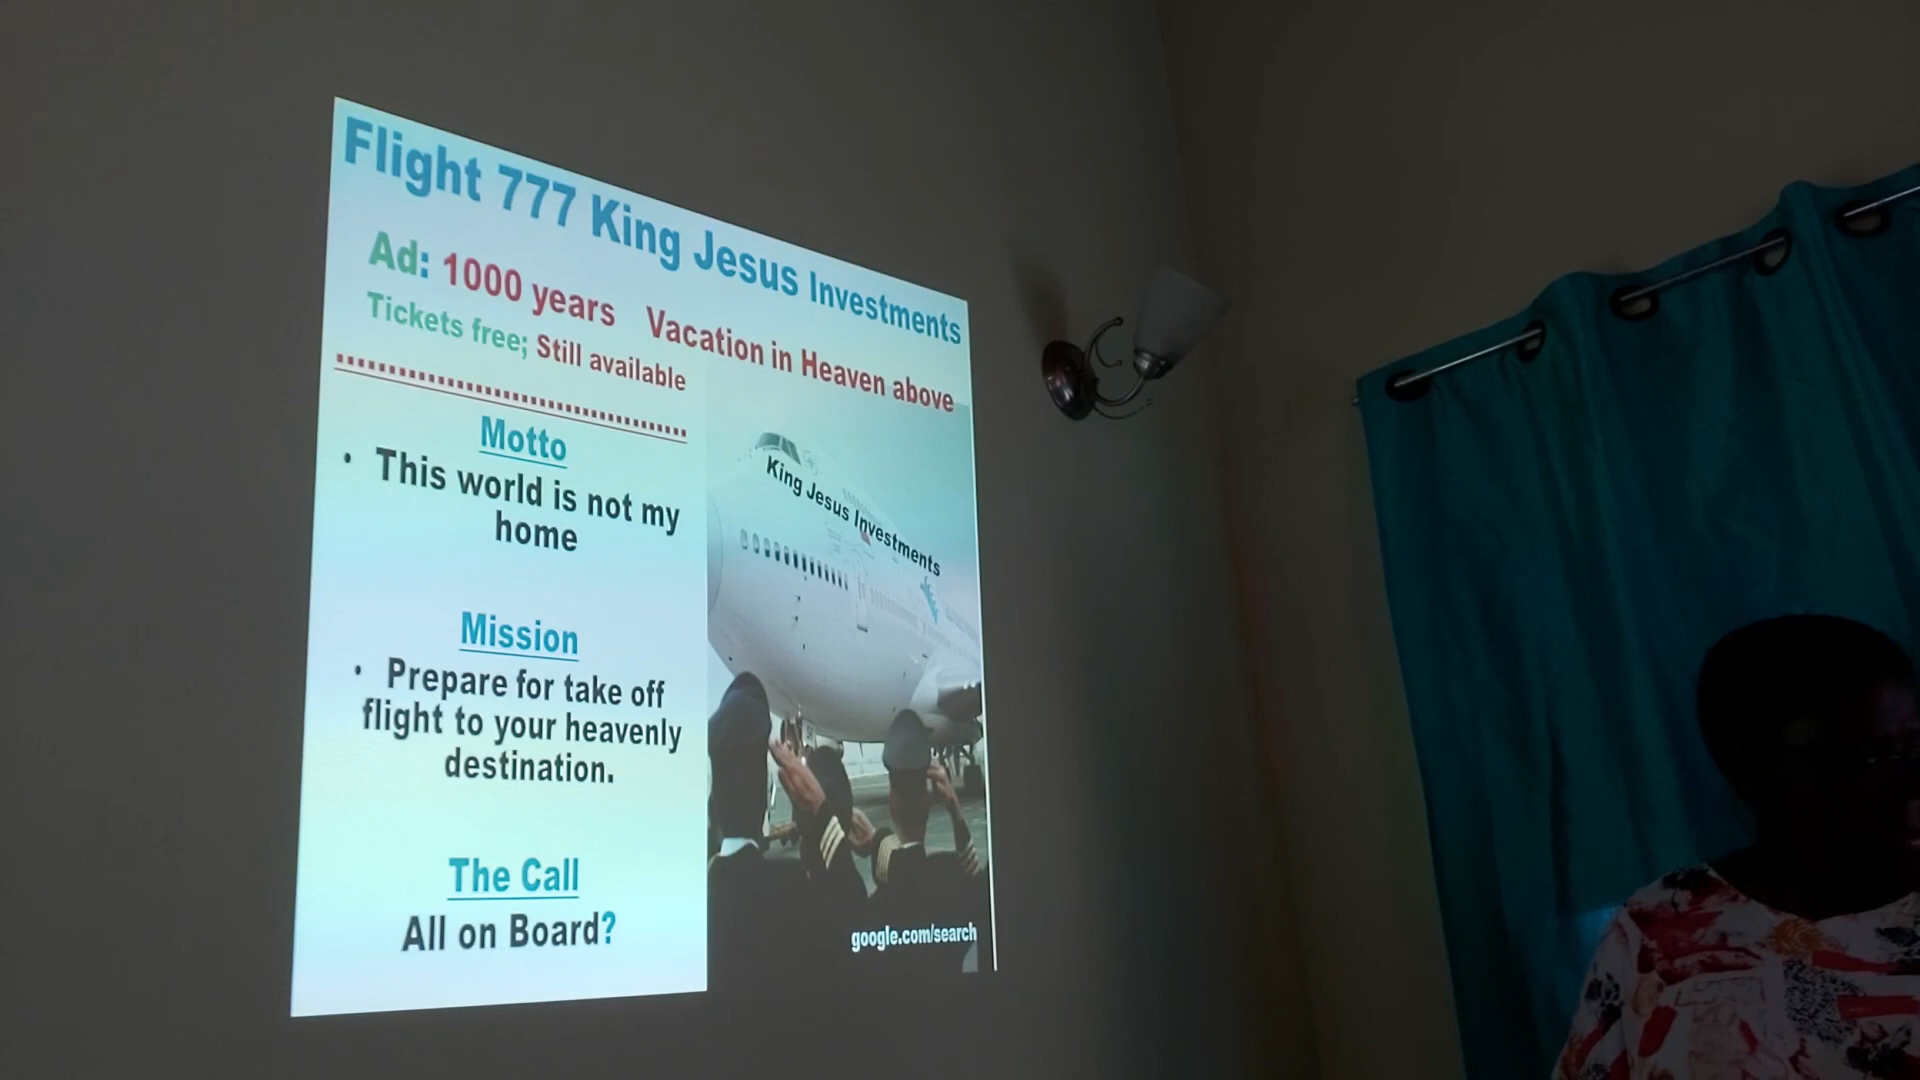 Flight 777 King Jesus Investments
Ad: 1000 years Vacation in Heaven above
Tickets free; Still available
Motto
• This world is not my
home
Mission
• Prepare for take off
flight to your heavenly
destination.
The Call
All on Board?
King Jesus Investments
google.com/search